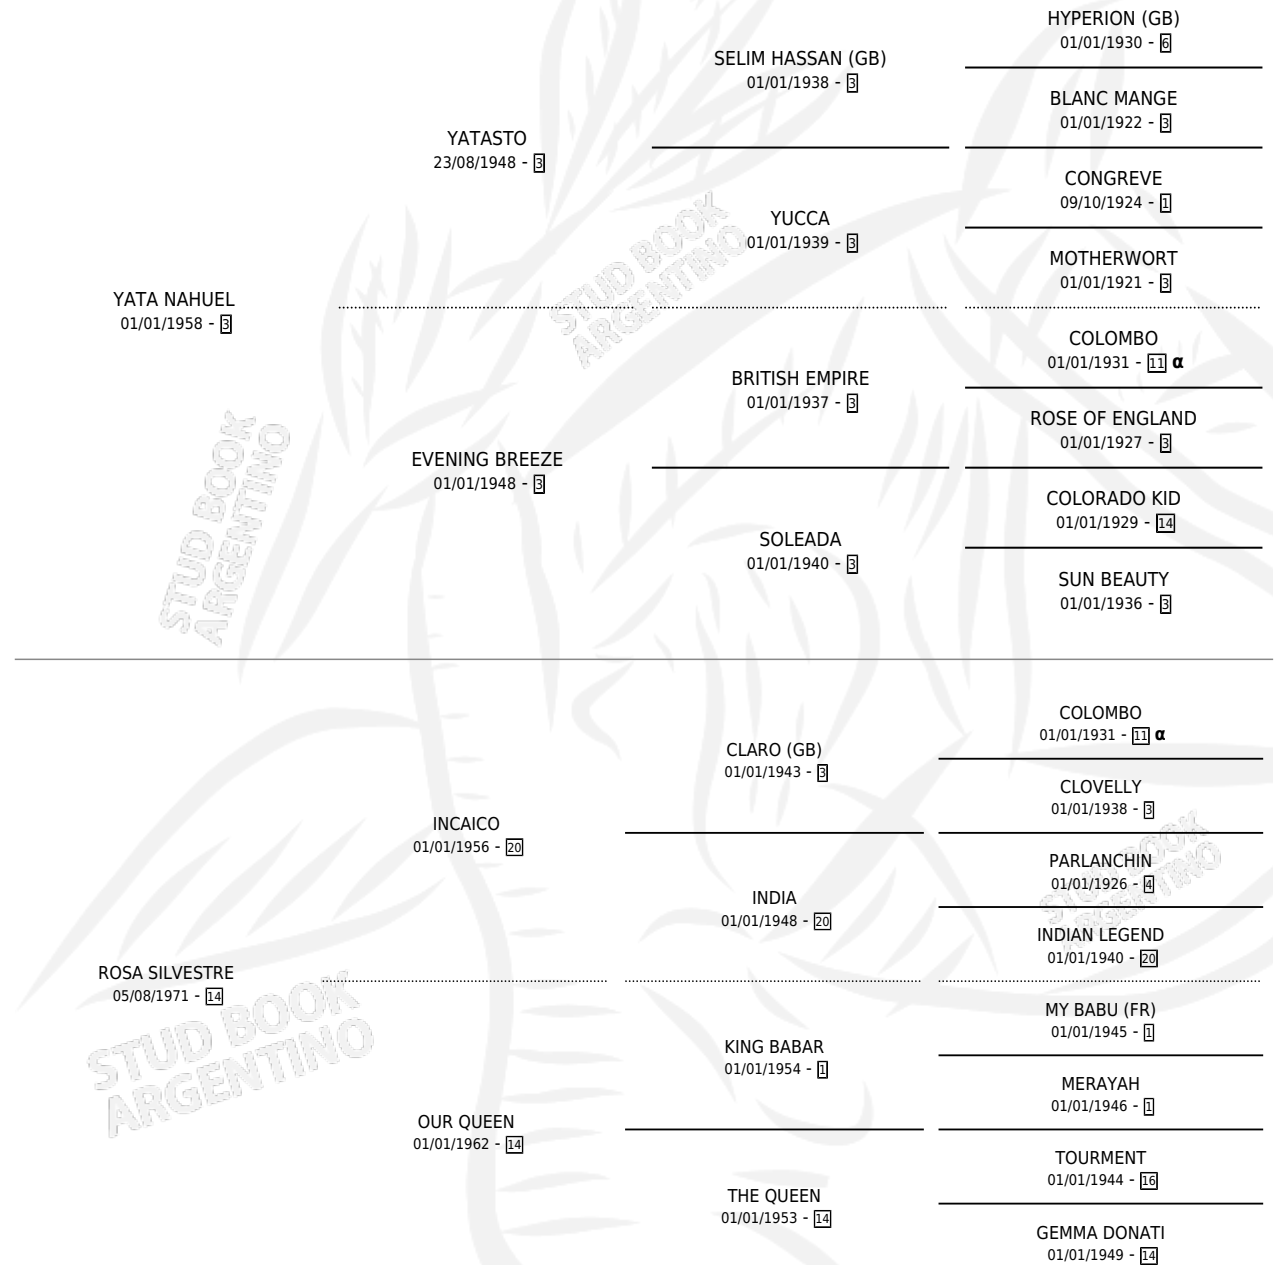 HYPERION (GB)
01/01/1930 - 6
SELIM HASSAN (GB)
01/01/1938 - 3
BLANC MANGE
01/01/1922 - 3
YATASTO
23/08/1948 - 3
CONGREVE
09/10/1924 - 1
YUCCA
01/01/1939 - 3
MOTHERWORT
01/01/1921 - 3
YATA NAHUEL
01/01/1958 - 3
COLOMBO
01/01/1931 - 11 α
BRITISH EMPIRE
01/01/1937 - 3
ROSE OF ENGLAND
01/01/1927 - 3
EVENING BREEZE
01/01/1948 - 3
COLORADO KID
01/01/1929 - 14
SOLEADA
01/01/1940 - 3
SUN BEAUTY
01/01/1936 - 3
COLOMBO
01/01/1931 - 11 α
CLARO (GB)
01/01/1943 - 3
CLOVELLY
01/01/1938 - 3
INCAICO
01/01/1956 - 20
PARLANCHIN
01/01/1926 - 4
INDIA
01/01/1948 - 20
INDIAN LEGEND
01/01/1940 - 20
ROSA SILVESTRE
05/08/1971 - 14
MY BABU (FR)
01/01/1945 - 1
KING BABAR
01/01/1954 - 1
MERAYAH
01/01/1946 - 1
OUR QUEEN
01/01/1962 - 14
TOURMENT
01/01/1944 - 16
THE QUEEN
01/01/1953 - 14
GEMMA DONATI
01/01/1949 - 14
STUD BOOK
ARGENTINO
STUD BOOK
ARGENTINO
STUD BOOK
ARGENTINO
STUD BOOK
ARGENTINO